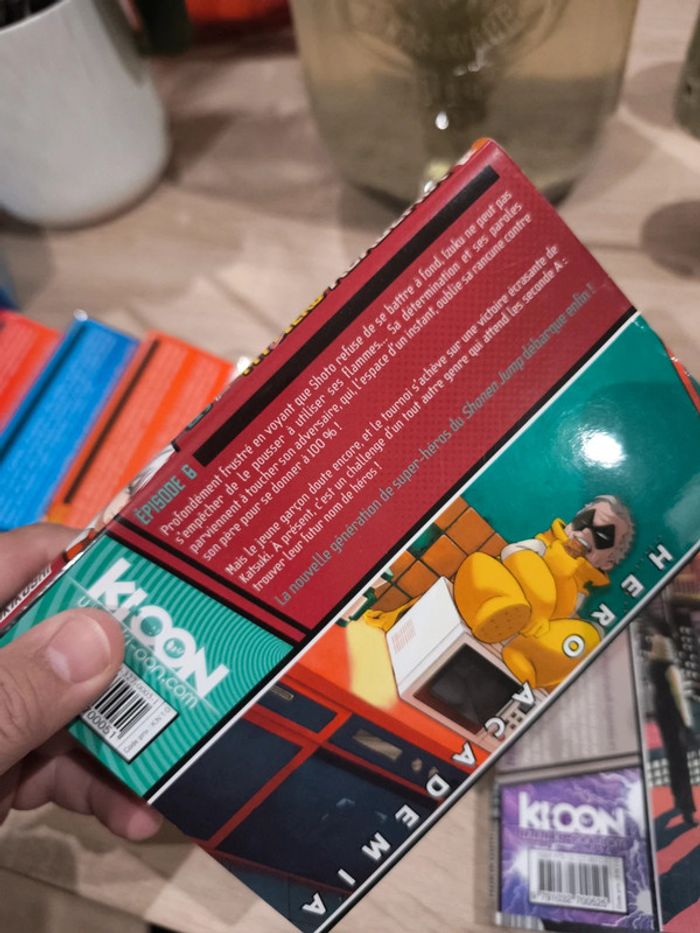 ÉPISODE 6
Profondément frustré en voyant que Shoto refuse de se battre à fond, Izuku ne peut pas
s'empêcher de le pousser à utiliser ses flammes... Sa détermination et ses paroles
parviennent à toucher son adversaire, qui, l'espace d'un instant, oublie sa rancune contre
son père pour se donner à 100 % !
Mais le jeune garçon doute encore, et le tournoi s'achève sur une victoire écrasante de
Katsuki. À présent, c'est un challenge d'un tout autre genre qui attend les seconde A :
trouver leur futur nom de héros !
La nouvelle génération de super-héros du Shonen Jump débarque enfin !
KI-OON
HERO ACADEMIA
KI-OON